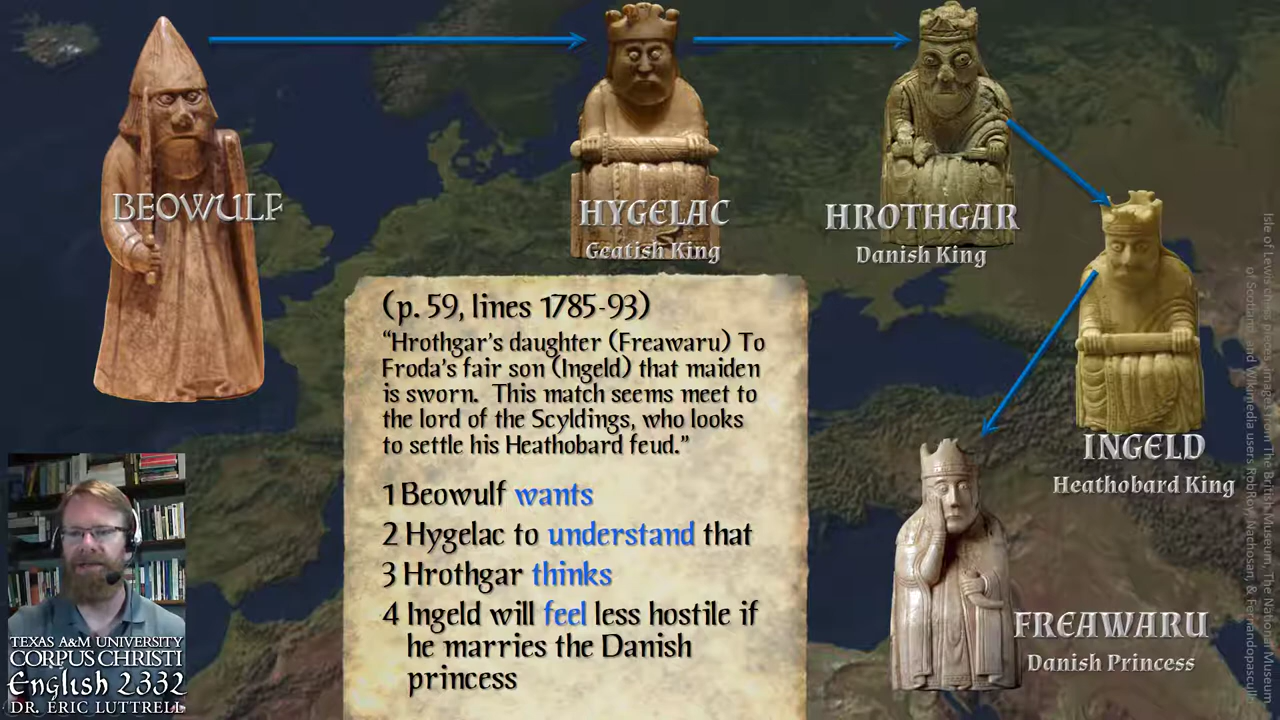 BEOWULF
HYGELAC
Geatish King
HROTHGAR
Danish King
INGELD
Heathobard King
FREAWARU
Danish Princess
(p. 59, lines 1785-93)
“Hrothgar’s daughter (Freawaru) To
Froda’s fair son (Ingeld) that maiden
is sworn. This match seems meet to
the lord of the Scyldings, who looks
to settle his Heathobard feud.”
1 Beowulf wants
2 Hygelac to understand that
3 Hrothgar thinks
4 Ingeld will feel less hostile if
he marries the Danish
princess
TEXAS A&M UNIVERSITY
CORPUS CHRISTI
English 2332
DR. ERIC LUTTRELL
Isle of Lewis chess pieces images from The British Museum, The National Museum
of Scotland, and Wikimedia users RobRoy, Nachosan, &